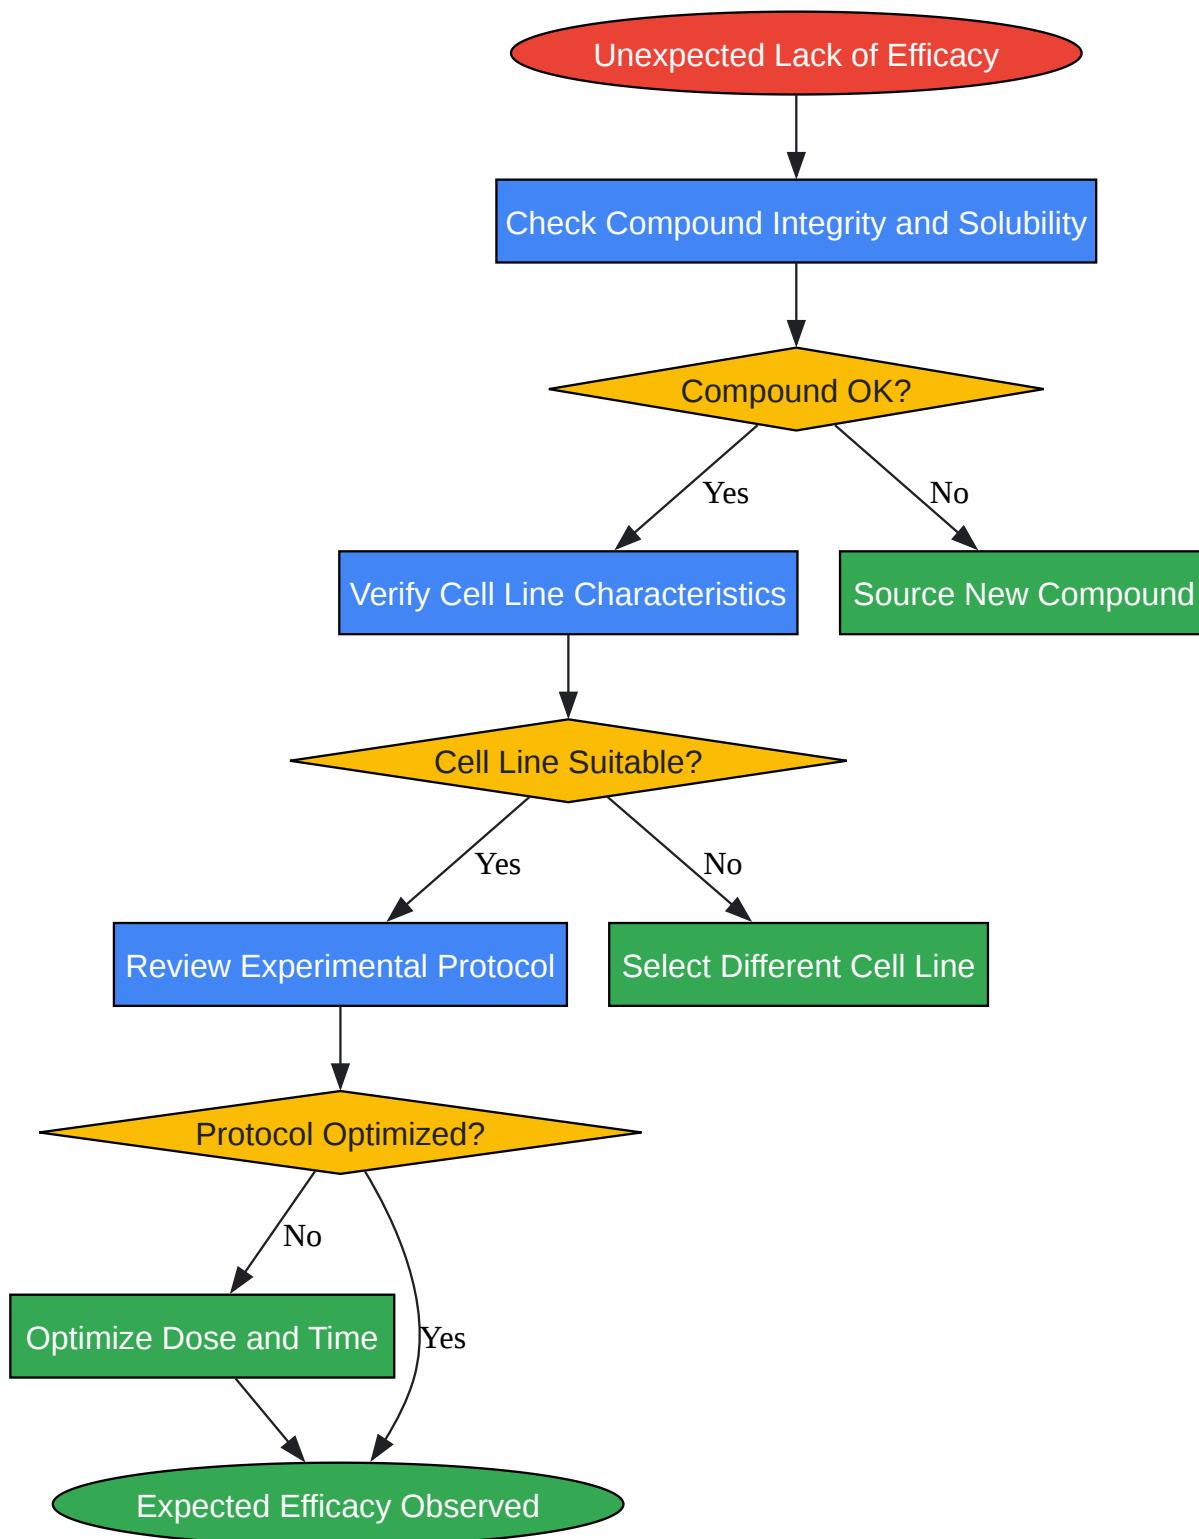 Unexpected Lack of Efficacy
Check Compound Integrity and Solubility
Compound OK?
Yes
No
Verify Cell Line Characteristics
Source New Compound
Cell Line Suitable?
Yes
No
Review Experimental Protocol
Select Different Cell Line
Protocol Optimized?
No
Optimize Dose and Time
Yes
Expected Efficacy Observed